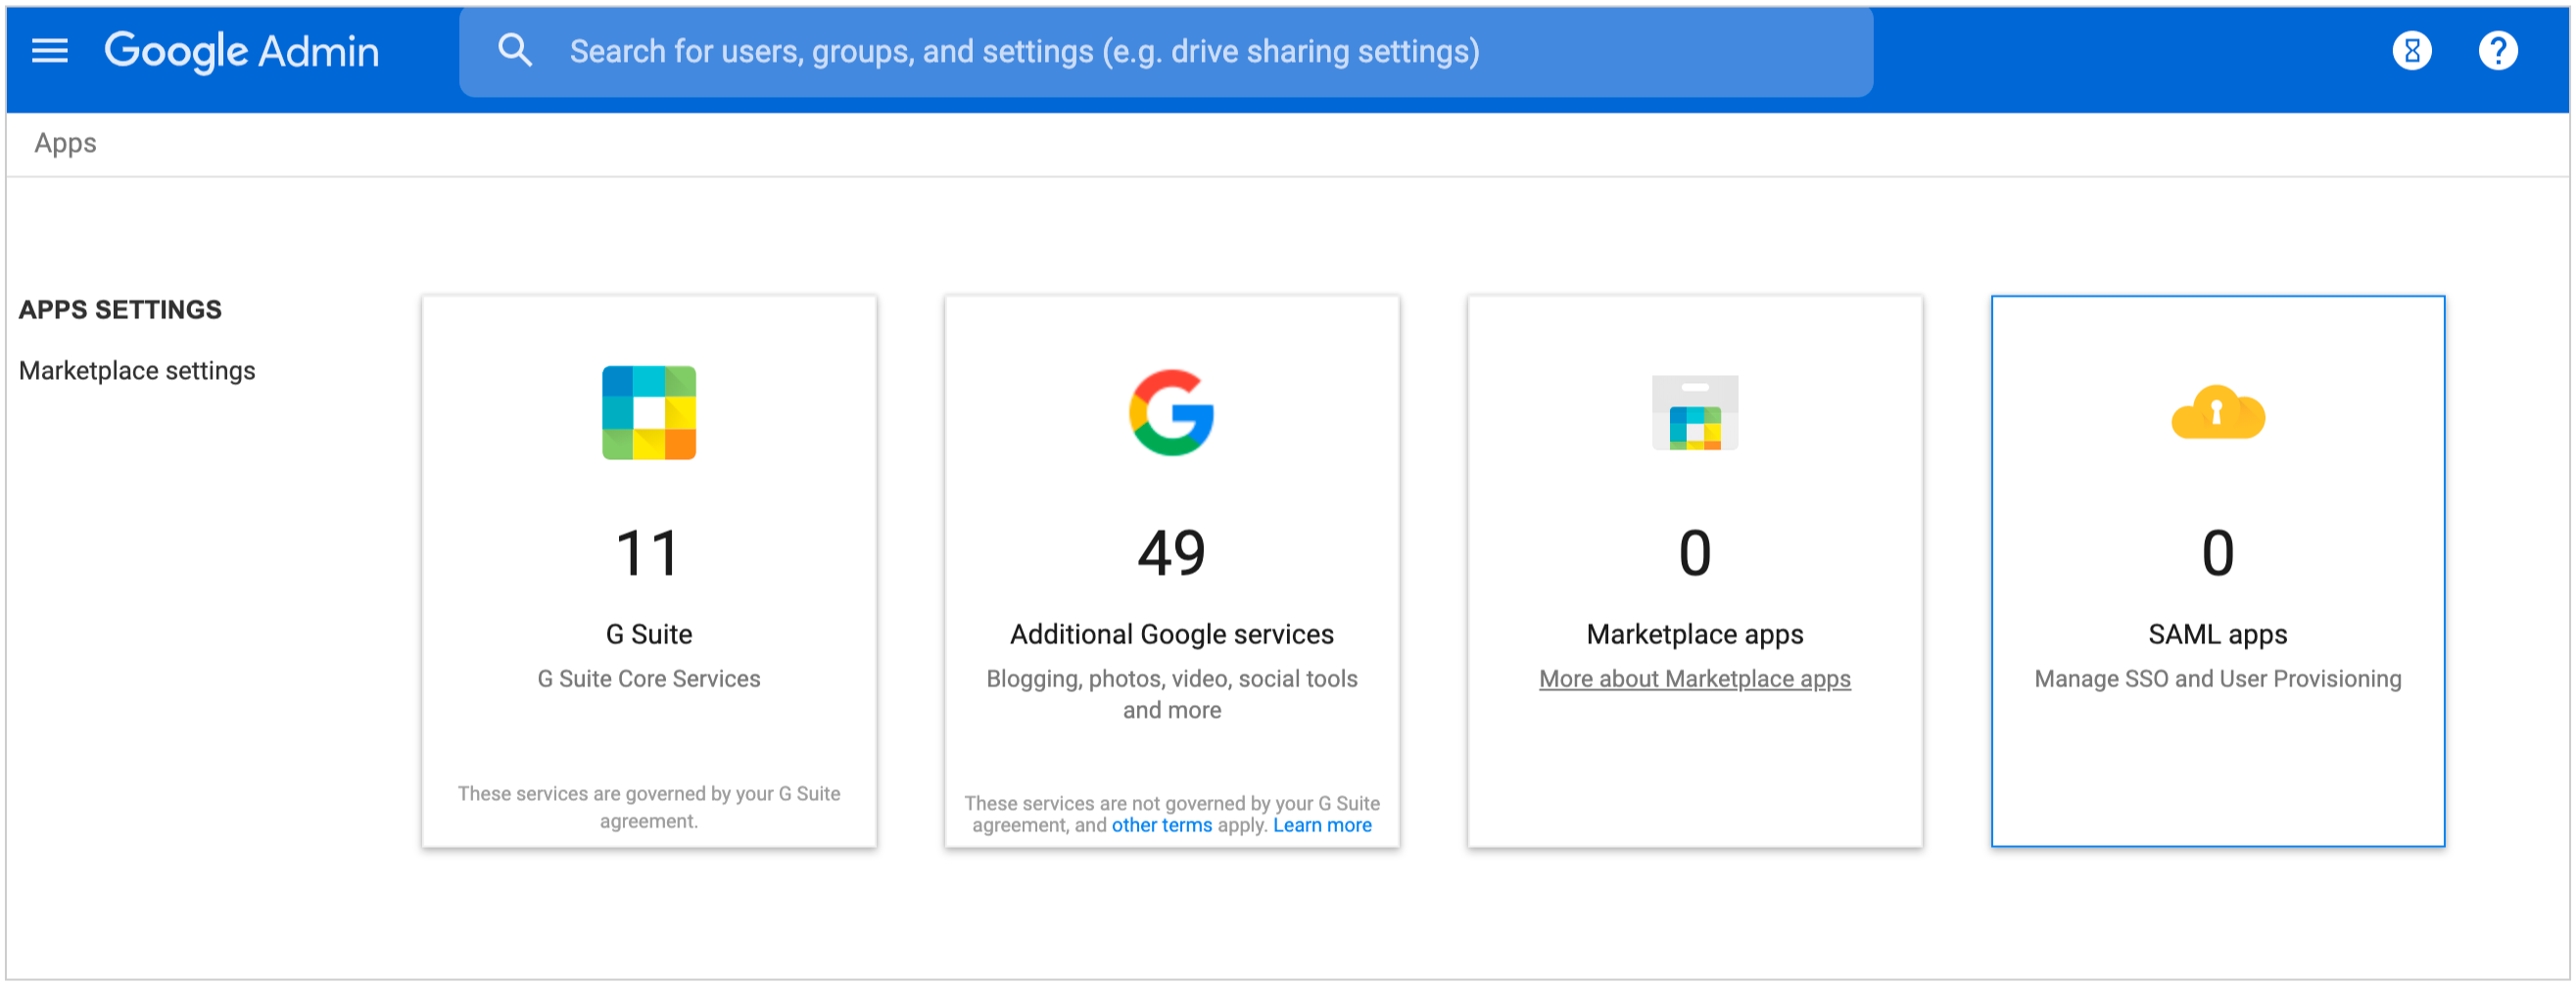 Google Admin
Search for users, groups, and settings (e.g. drive sharing settings)
?
Apps
APPS SETTINGS
Marketplace settings
11
G Suite
G Suite Core Services
These services are governed by your G Suite
agreement.
49
Additional Google services
Blogging, photos, video, social tools
and more
These services are not governed by your G Suite
agreement, and other terms apply. Learn more
0
Marketplace apps
More about Marketplace apps
0
SAML apps
Manage SSO and User Provisioning